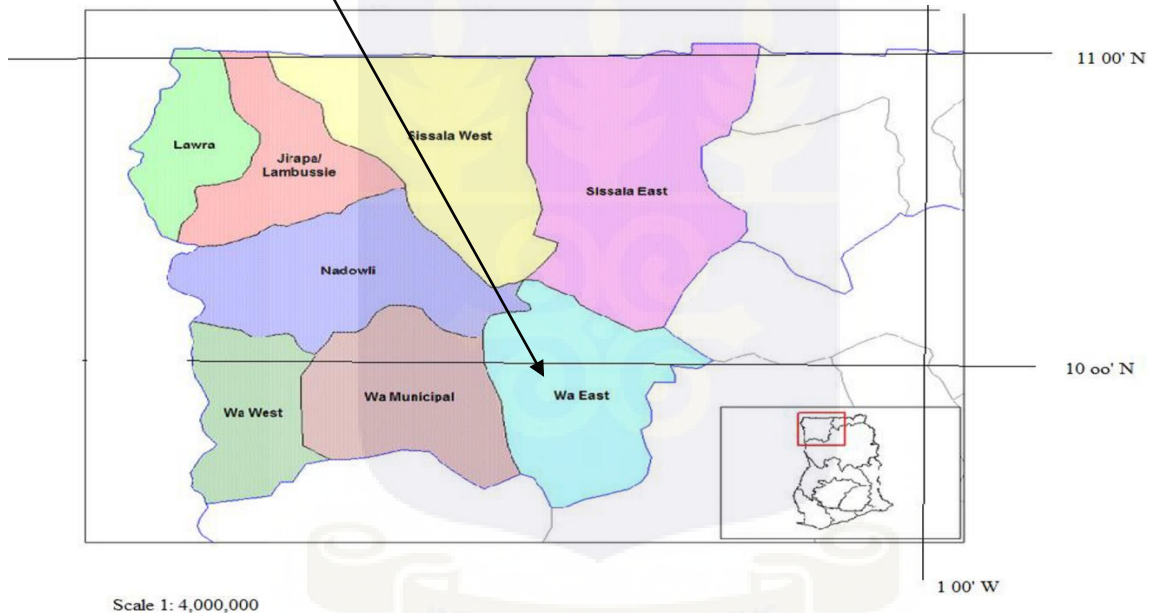 11 00' N
Lawra
Jirapa/
Lambussie
Sissala West
Sissala East
Nadowli
10 oo' N
Wa West
Wa Municipal
Wa East
1 00' W
Scale 1: 4,000,000